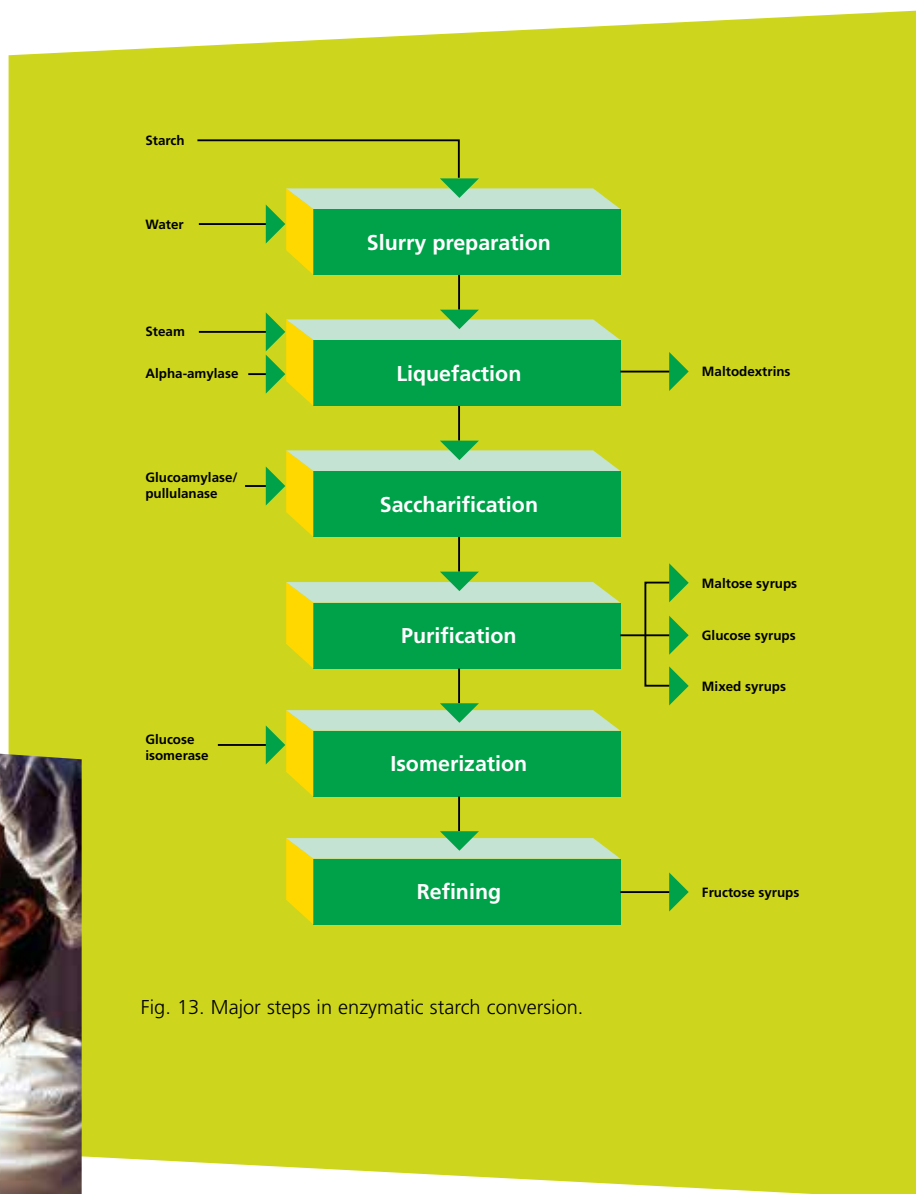 Starch
Water
Slurry preparation
Steam
Alpha-amylase
Liquefaction
Maltodextrins
Glucoamylase/
pullulanase
Saccharification
Purification
Maltose syrups
Glucose syrups
Mixed syrups
Glucose
isomerase
Isomerization
Refining
Fructose syrups
Fig. 13. Major steps in enzymatic starch conversion.